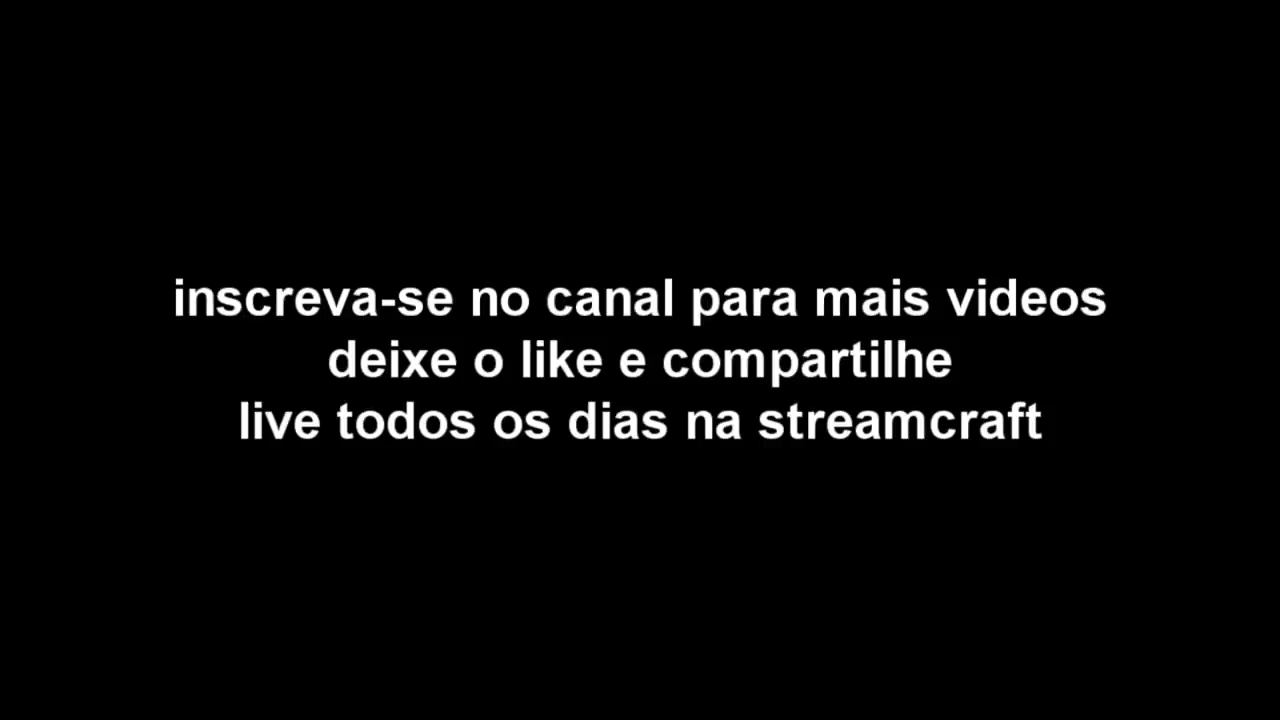 inscreva-se no canal para mais videos
deixe o like e compartilhe
live todos os dias na streamcraft